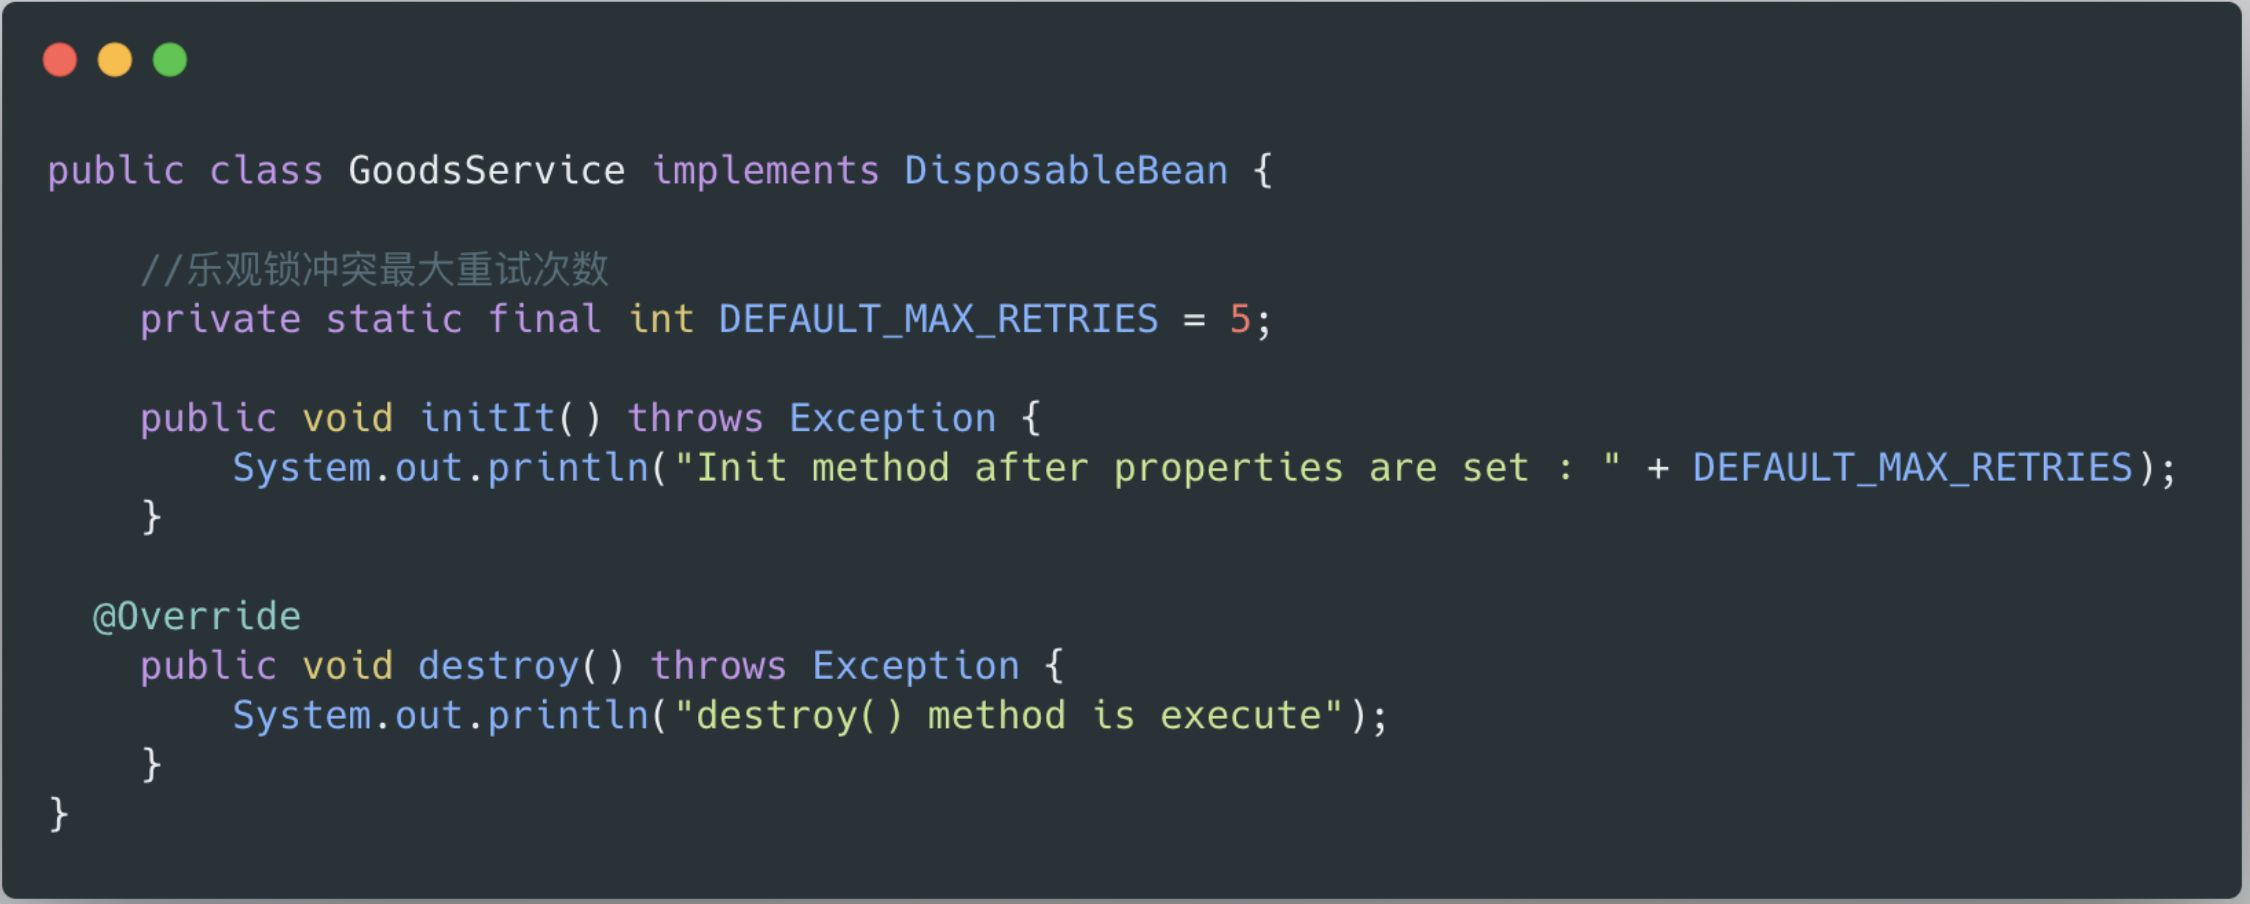 public class GoodsService implements DisposableBean {
//乐观锁冲突最大重试次数
private static final int DEFAULT_MAX_RETRIES = 5;
public void initIt() throws Exception {
System.out.println("Init method after properties are set : " + DEFAULT_MAX_RETRIES);
}
@Override
public void destroy() throws Exception {
System.out.println("destroy() method is execute");
}
}